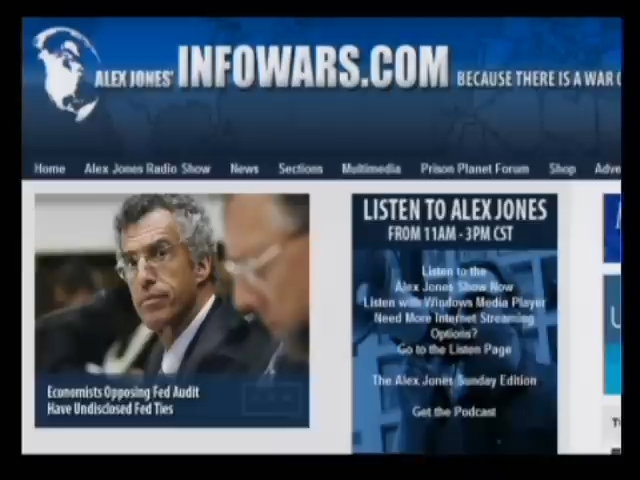 ALEX JONES' INFOWARS.COM BECAUSE THERE IS A WAR
Home Alex Jones Radio Show News Sections Multimedia Prison Planet Forum Shop Adve
LISTEN TO ALEX JONES
FROM 11AM - 3PM CST
Listen to the
Alex Jones Show Now
Listen with Windows Media Player
Need More Internet Streaming
Options?
Go to the Listen Page
The Alex Jones Sunday Edition
Get the Podcast
Economists Opposing Fed Audit
Have Undisclosed Fed Ties